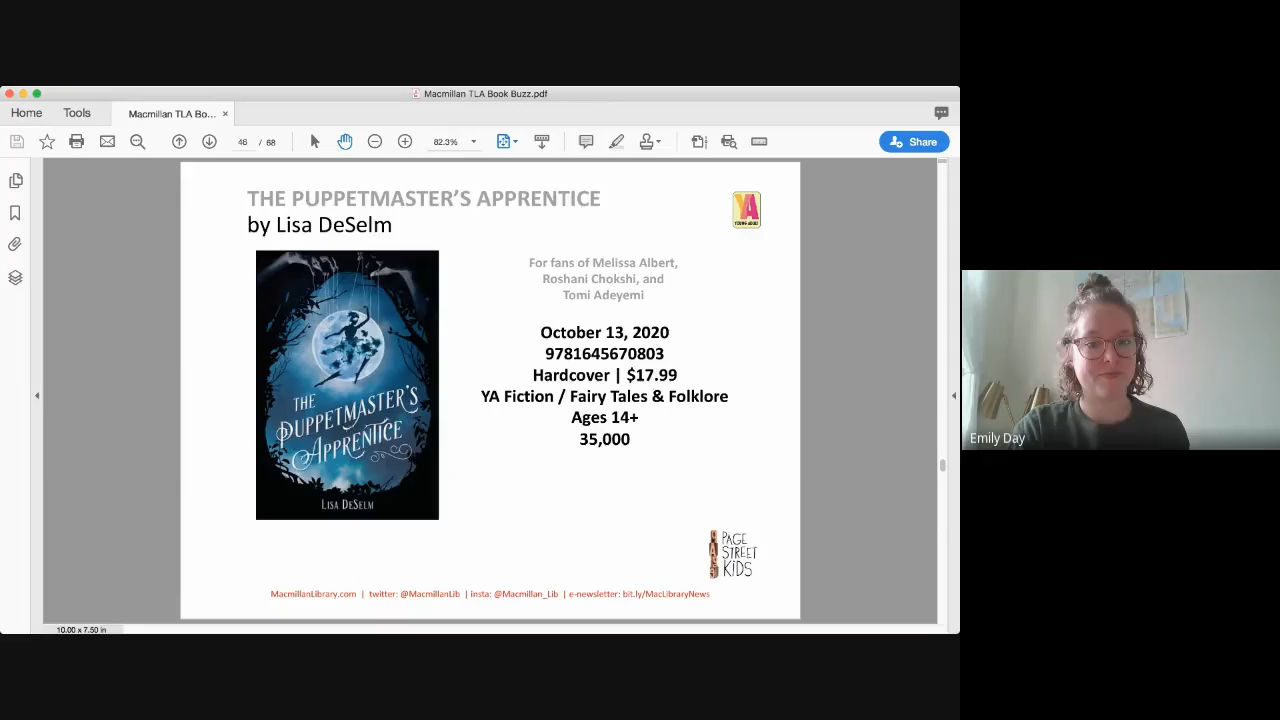 Macmillan TLA Book Buzz.pdf
Home
Tools
Macmillan TLA Bo... ×
46 / 68
82.3%
Share
THE PUPPETMASTER'S APPRENTICE
by Lisa DeSelm
YA
YOUNG ADULT
For fans of Melissa Albert,
Roshani Chokshi, and
Tomi Adeyemi
October 13, 2020
9781645670803
Hardcover | $17.99
YA Fiction / Fairy Tales & Folklore
Ages 14+
35,000
THE
PUPPETMASTER'S
APPRENTICE
LISA DESELM
PAGE
STREET
KIDS
MacmillanLibrary.com | twitter: @MacmillanLib | insta: @Macmillan_Lib | e-newsletter: bit.ly/MacLibraryNews
10.00 x 7.50 in
Emily Day